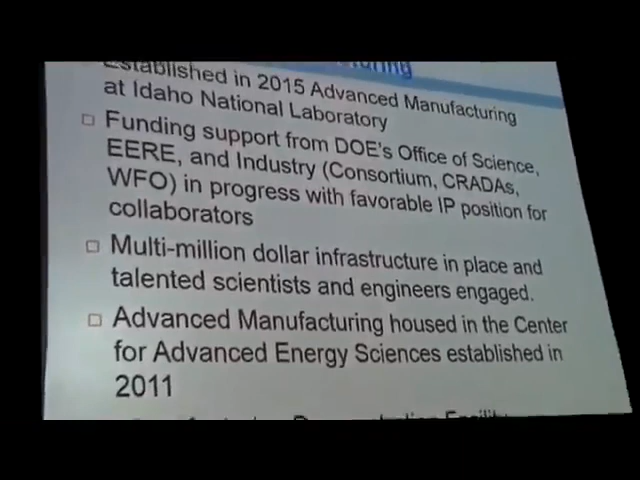 Established in 2015 Advanced Manufacturing
at Idaho National Laboratory
Funding support from DOE's Office of Science,
EERE, and Industry (Consortium, CRADAs,
WFO) in progress with favorable IP position for
collaborators
Multi-million dollar infrastructure in place and
talented scientists and engineers engaged.
Advanced Manufacturing housed in the Center
for Advanced Energy Sciences established in
2011